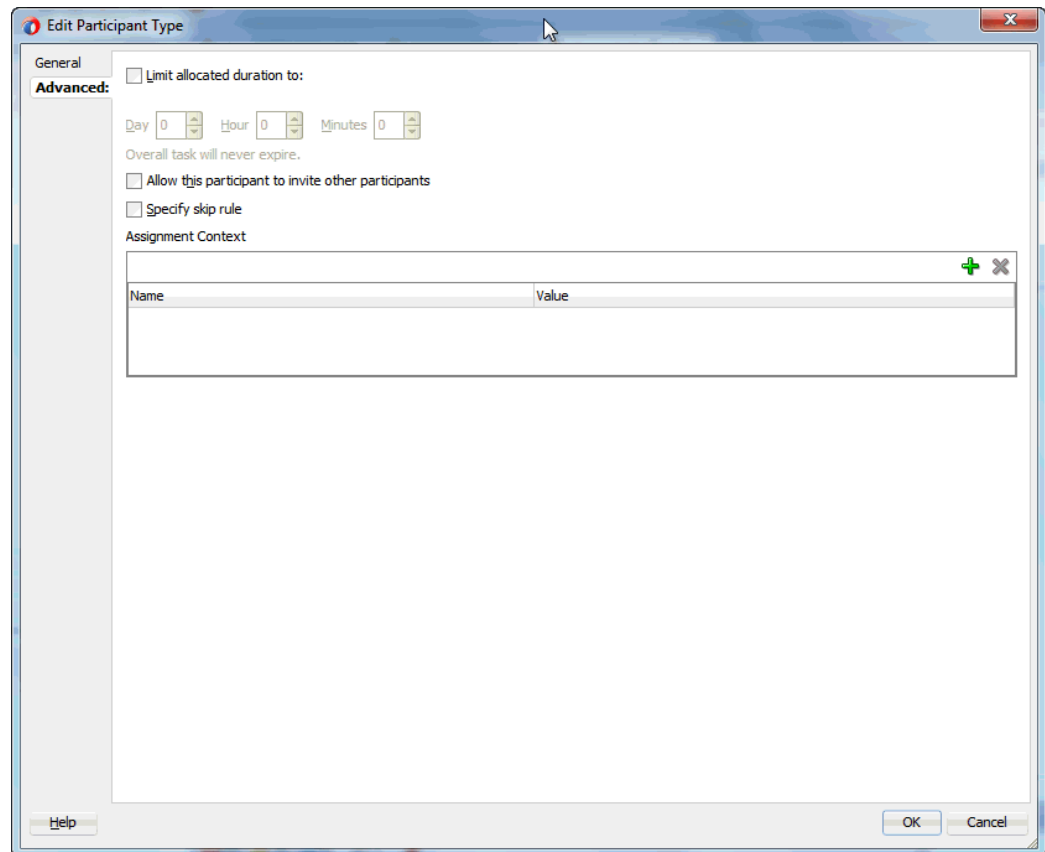 Edit Participant Type
General
Advanced:
Limit allocated duration to:
Day 0 Hour 0 Minutes 0
Overall task will never expire.
Allow this participant to invite other participants
Specify skip rule
Assignment Context
Name Value
Help OK Cancel